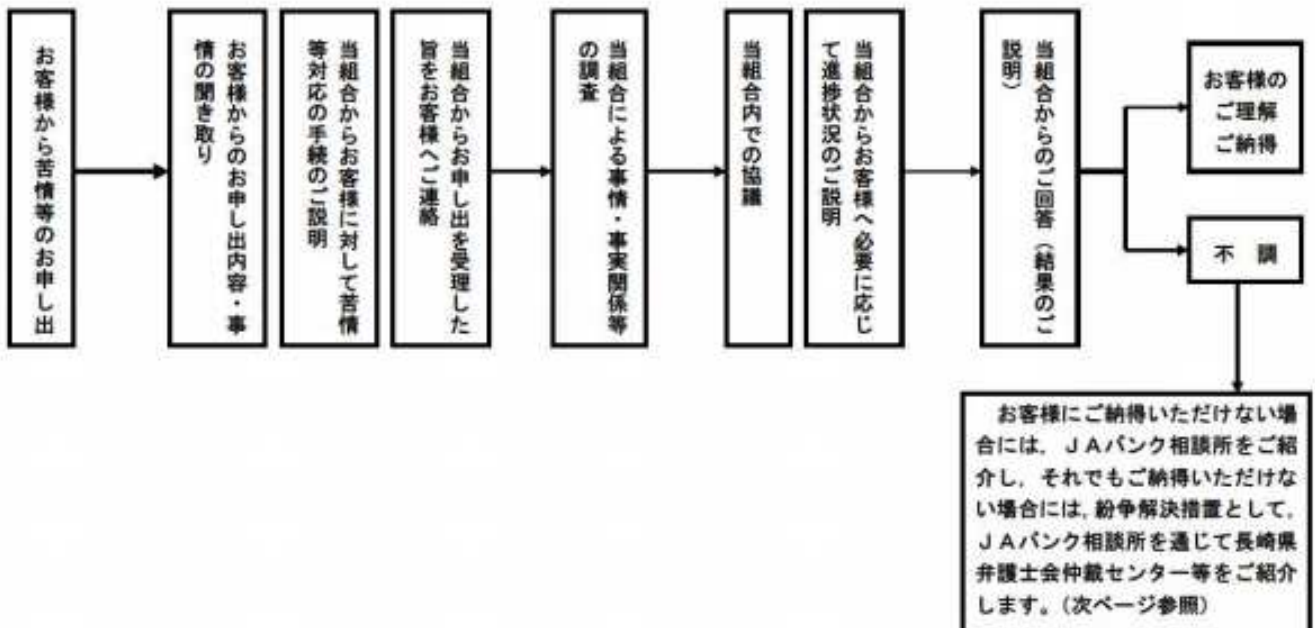 お客様から苦情等のお申し出
お客様からのお申し出内容・事
情の聞き取り
当組合からお客様に対して苦情
等対応の手続のご説明
当組合からお申し出を受理した
旨をお客様へご連絡
当組合による事情・事実関係等
の調査
当組合内での協議
当組合からお客様へ必要に応じ
て進捗状況のご説明
当組合からのご回答（結果のご
説明）
お客様の
ご理解
ご納得
不　調
お客様にご納得いただけない場
合には、ＪＡバンク相談所をご紹
介し、それでもご納得いただけな
い場合には、紛争解決措置として、
ＪＡバンク相談所を通じて長崎県
弁護士会仲裁センター等をご紹介
します。（次ページ参照）